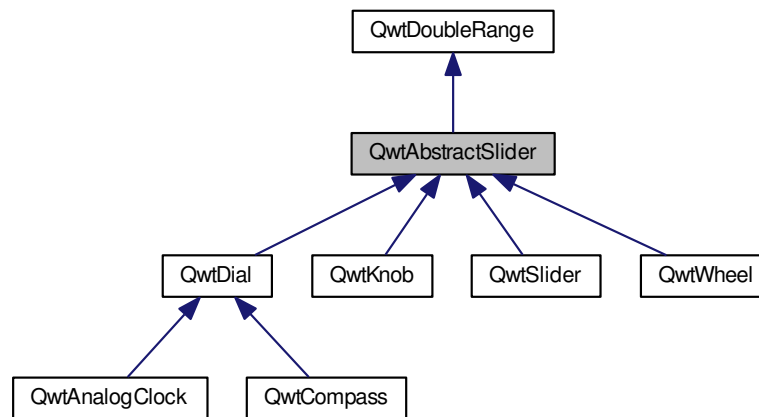 QwtDoubleRange
QwtAbstractSlider
QwtDial
QwtKnob
QwtSlider
QwtWheel
QwtAnalogClock
QwtCompass